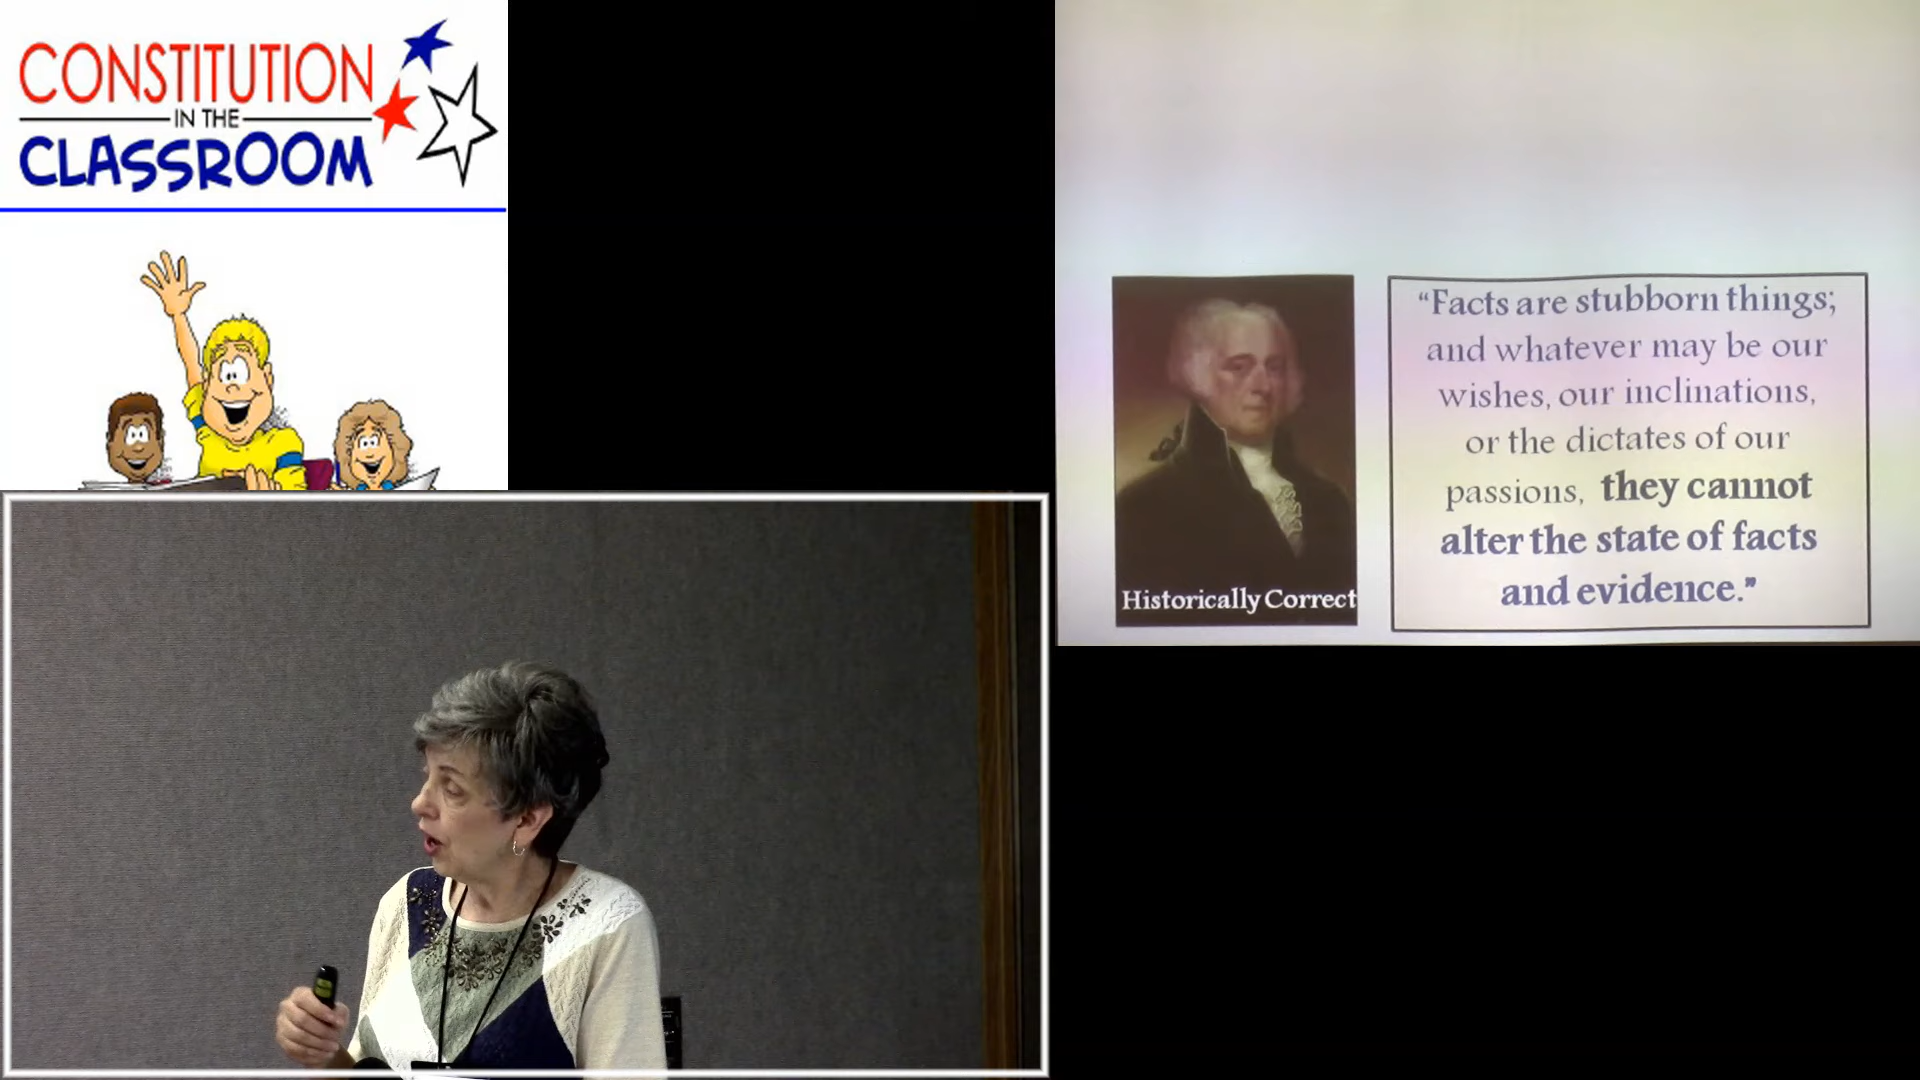 CONSTITUTION
IN THE
CLASSROOM
“Facts are stubborn things;
and whatever may be our
wishes, our inclinations,
or the dictates of our
passions, they cannot
alter the state of facts
and evidence.”
Historically Correct